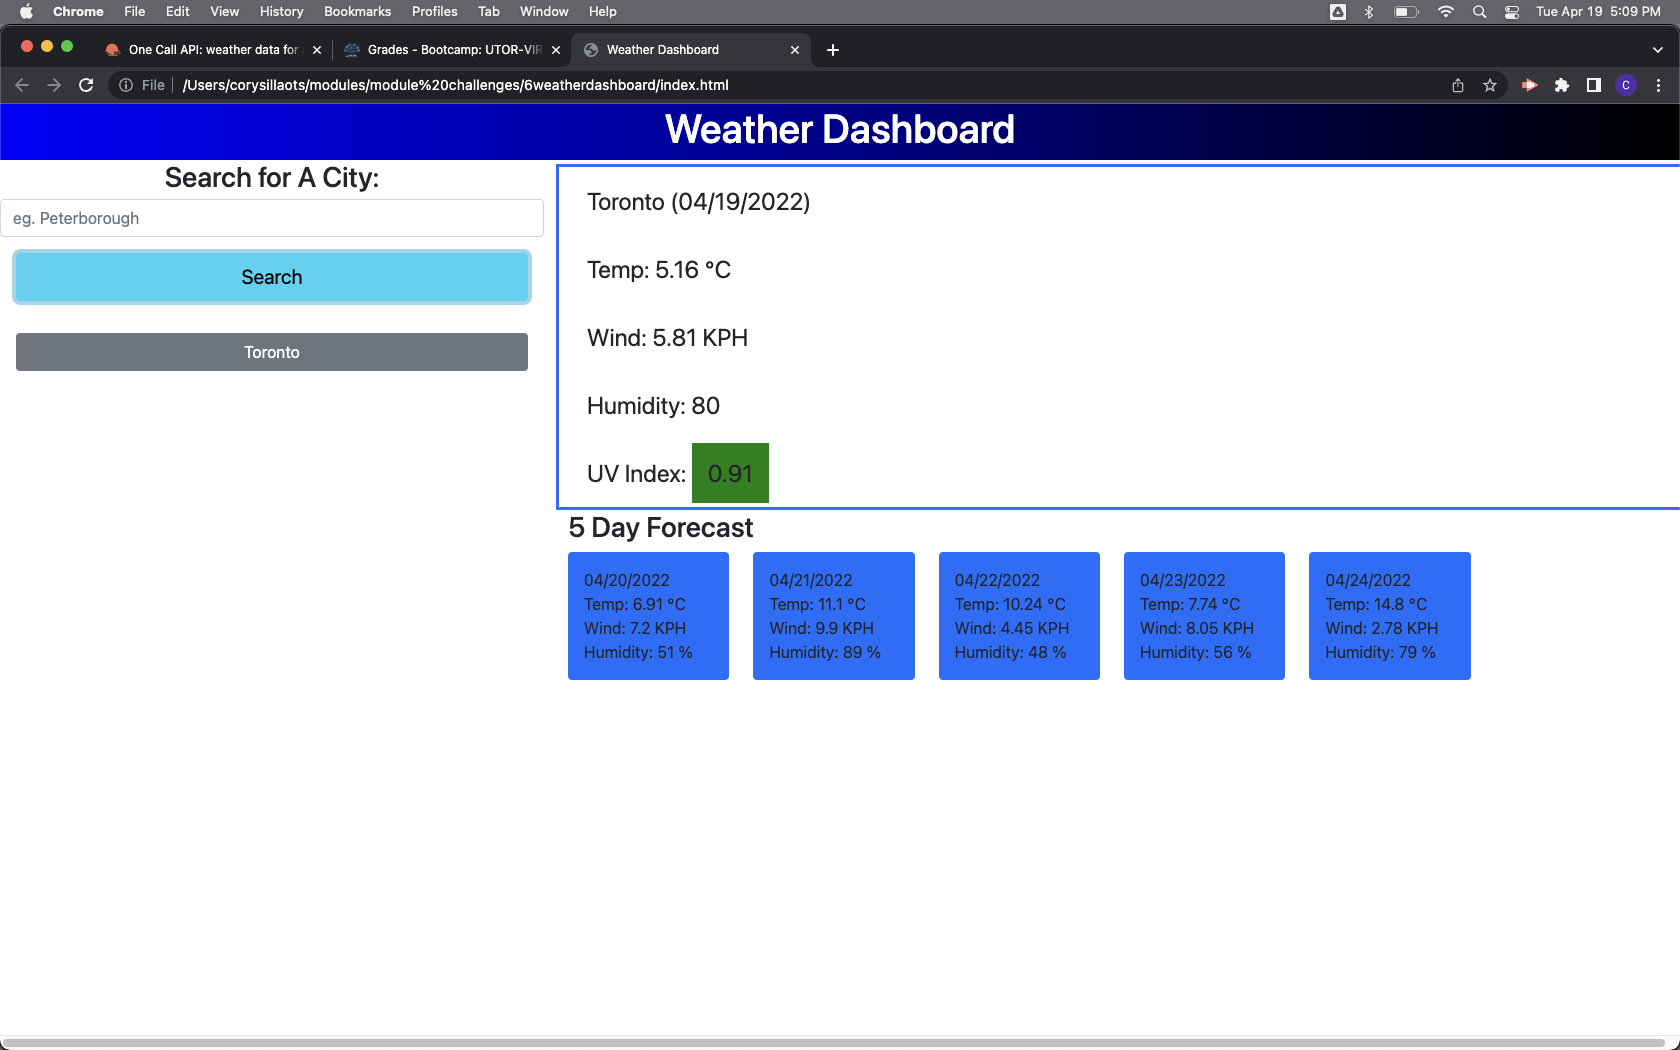 Chrome File Edit View History Bookmarks Profiles Tab Window Help Tue Apr 19 5:09 PM
One Call API: weather data for Grades - Bootcamp: UTOR-VIR Weather Dashboard
File /Users/corysillaots/modules/module%20challenges/6weatherdashboard/index.html C
Weather Dashboard
Search for A City:
eg. Peterborough
Search
Toronto
Toronto (04/19/2022)
Temp: 5.16 °C
Wind: 5.81 KPH
Humidity: 80
UV Index: 0.91
5 Day Forecast
04/20/2022
Temp: 6.91 °C
Wind: 7.2 KPH
Humidity: 51 %
04/21/2022
Temp: 11.1 °C
Wind: 9.9 KPH
Humidity: 89 %
04/22/2022
Temp: 10.24 °C
Wind: 4.45 KPH
Humidity: 48 %
04/23/2022
Temp: 7.74 °C
Wind: 8.05 KPH
Humidity: 56 %
04/24/2022
Temp: 14.8 °C
Wind: 2.78 KPH
Humidity: 79 %